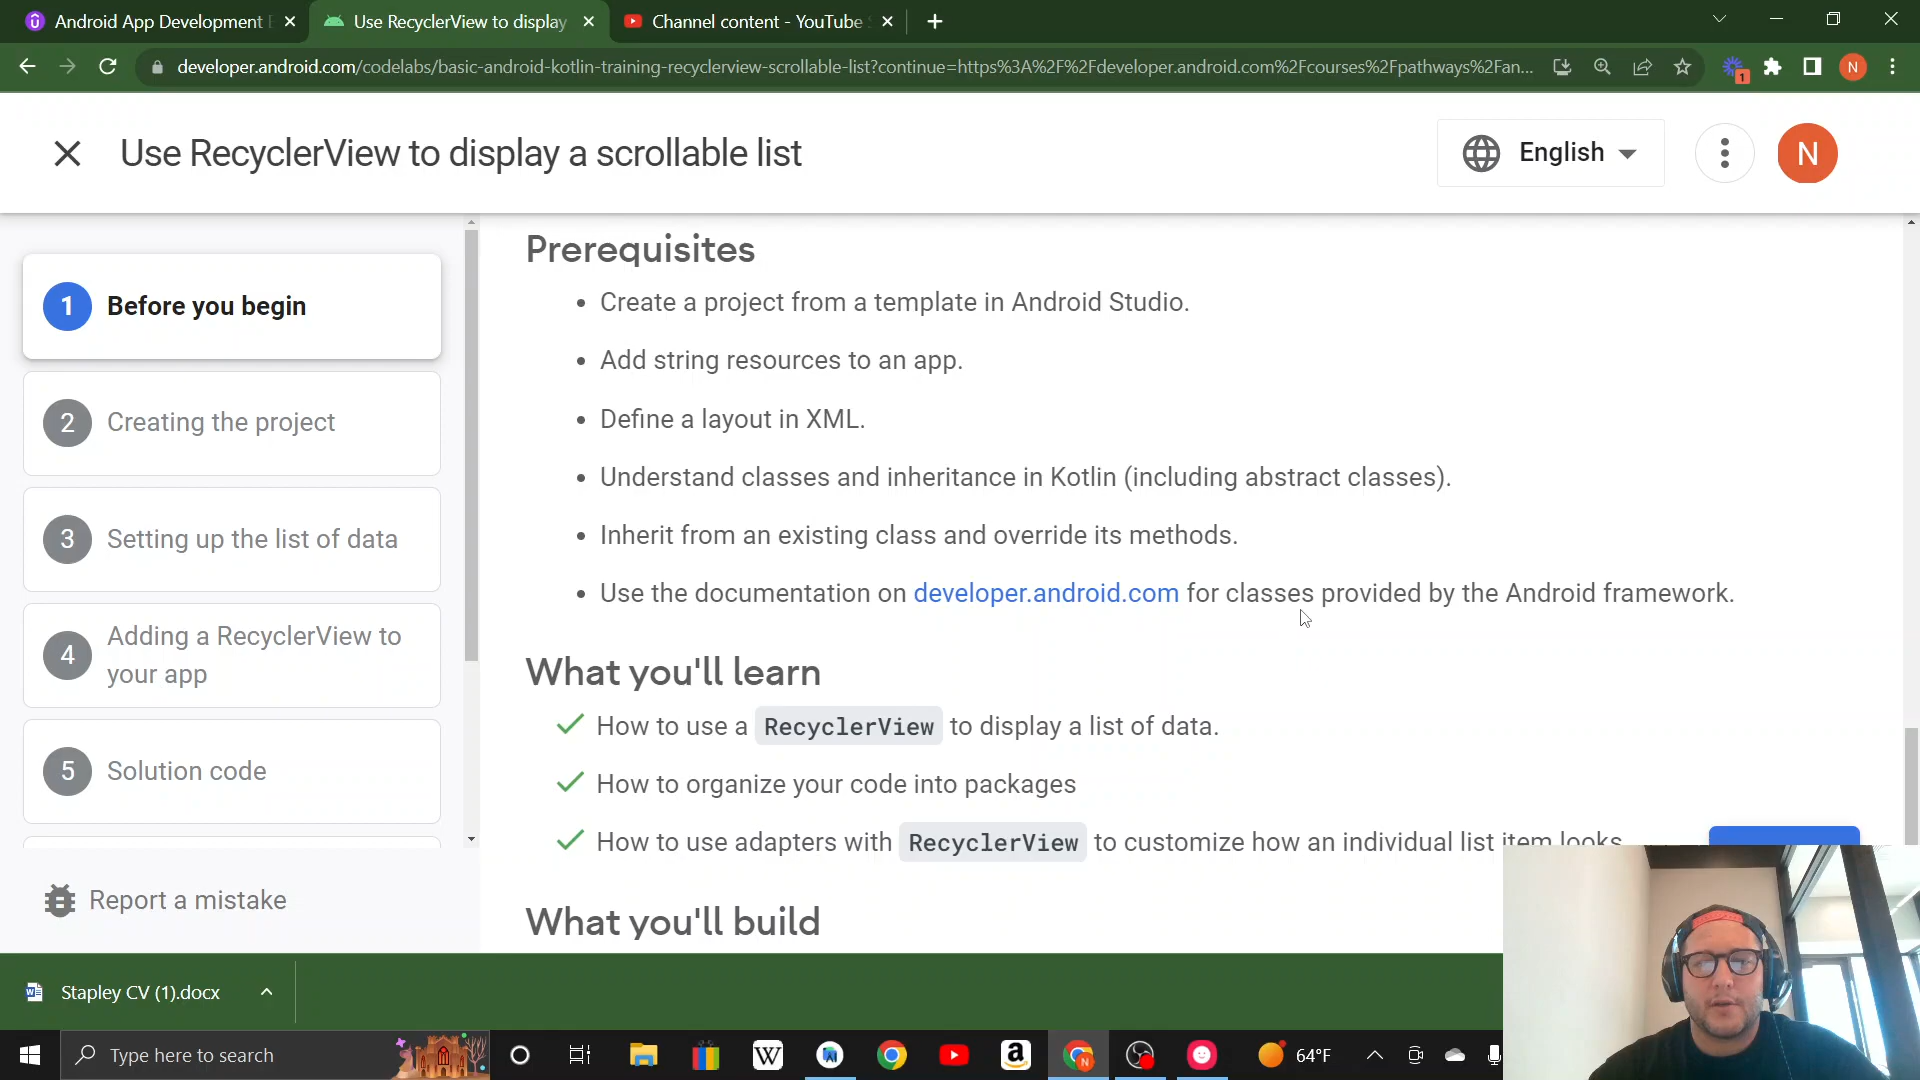 Android App Development
Use RecyclerView to display
Channel content - YouTube
developer.android.com/codelabs/basic-android-kotlin-training-recyclerview-scrollable-list?continue=https%3A%2F%2Fdeveloper.android.com%2Fcourses%2Fpathways%2Fan...
1
N
Use RecyclerView to display a scrollable list
English
N
1 Before you begin
2 Creating the project
3 Setting up the list of data
4 Adding a RecyclerView to
your app
5 Solution code
Report a mistake
Prerequisites
• Create a project from a template in Android Studio.
• Add string resources to an app.
• Define a layout in XML.
• Understand classes and inheritance in Kotlin (including abstract classes).
• Inherit from an existing class and override its methods.
• Use the documentation on developer.android.com for classes provided by the Android framework.
What you'll learn
How to use a RecyclerView to display a list of data.
How to organize your code into packages
How to use adapters with RecyclerView to customize how an individual list item looks
What you'll build
Stapley CV (1).docx
Type here to search
W
a
N
64°F